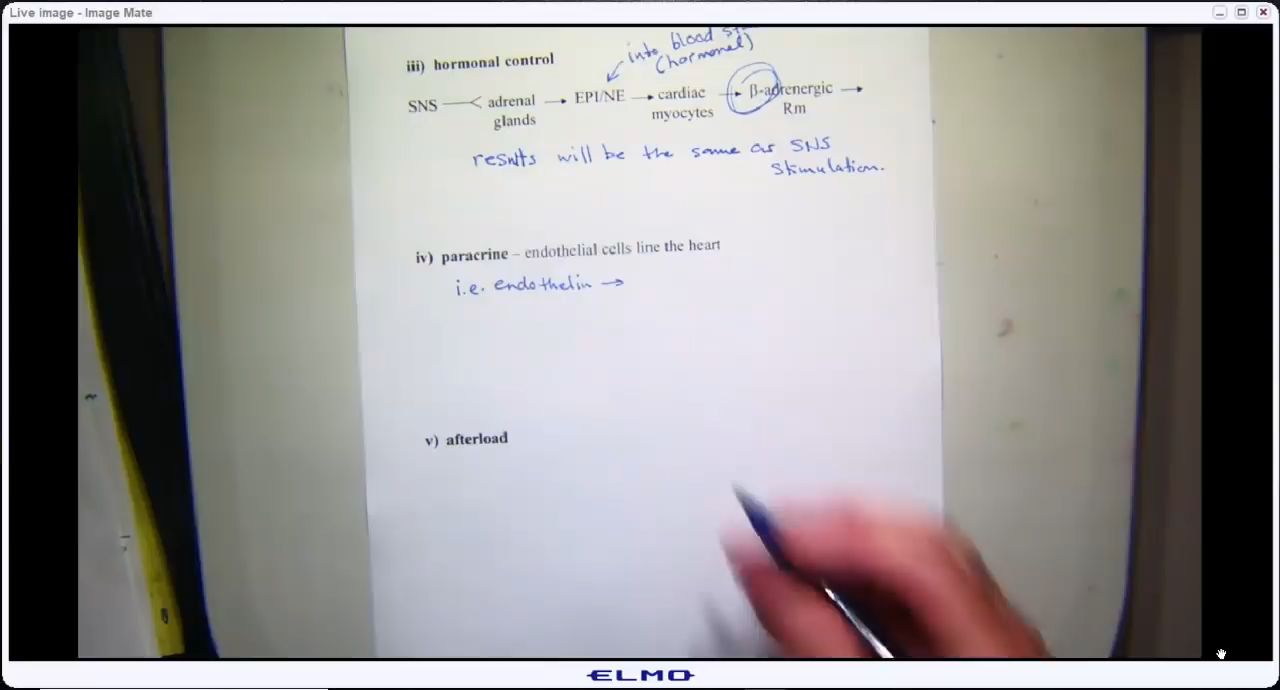 Live image - Image Mate
into blood
(hormonal)
iii) hormonal control
SNS adrenal glands → EPI/NE → cardiac myocytes → β-adrenergic Rm →
results will be the same as SNS
stimulation.
iv) paracrine – endothelial cells line the heart
i.e. endothelin →
v) afterload
ELMO